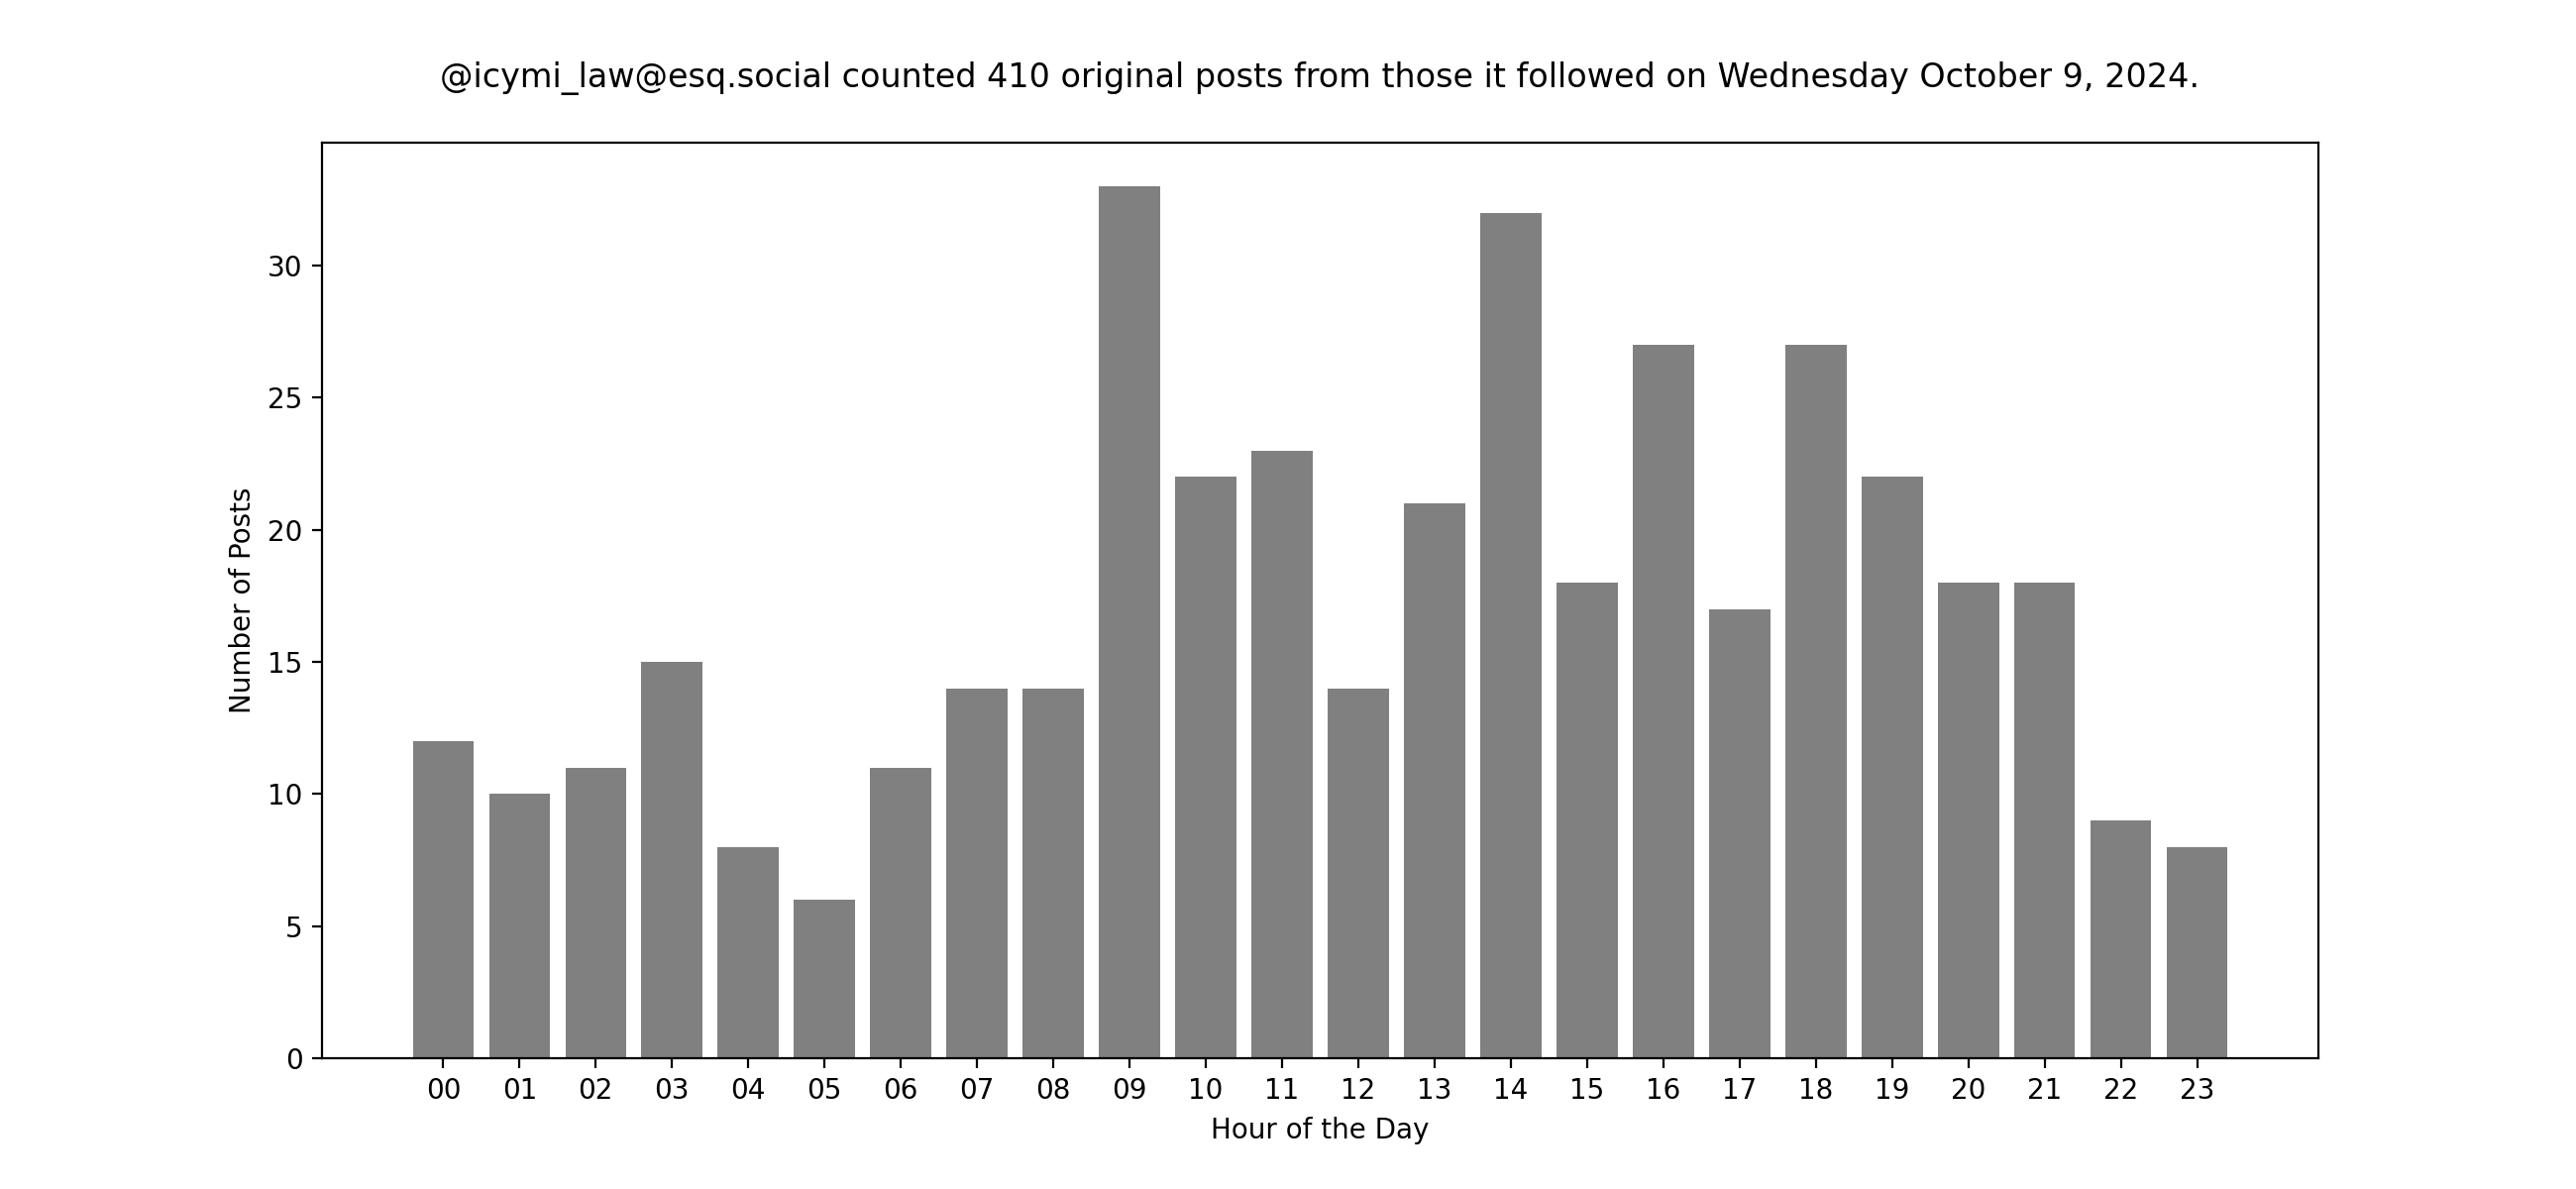 @icymi_law@esq.social counted 410 original posts from those it followed on Wednesday October 9, 2024.
Number of Posts
30
25
20
15
10
5
0
00 01 02 03 04 05 06 07 08 09 10 11 12 13 14 15 16 17 18 19 20 21 22 23
Hour of the Day